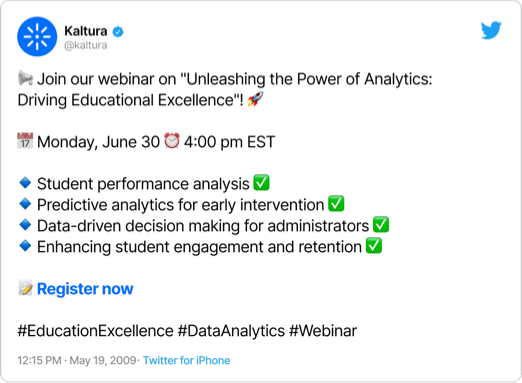 Kaltura
@kaltura
📢 Join our webinar on "Unleashing the Power of Analytics:
Driving Educational Excellence"! 🚀
📅 Monday, June 30 ⏰ 4:00 pm EST
🔹 Student performance analysis ✅
🔹 Predictive analytics for early intervention ✅
🔹 Data-driven decision making for administrators ✅
🔹 Enhancing student engagement and retention ✅
📝 Register now
#EducationExcellence #DataAnalytics #Webinar
12:15 PM · May 19, 2009· Twitter for iPhone